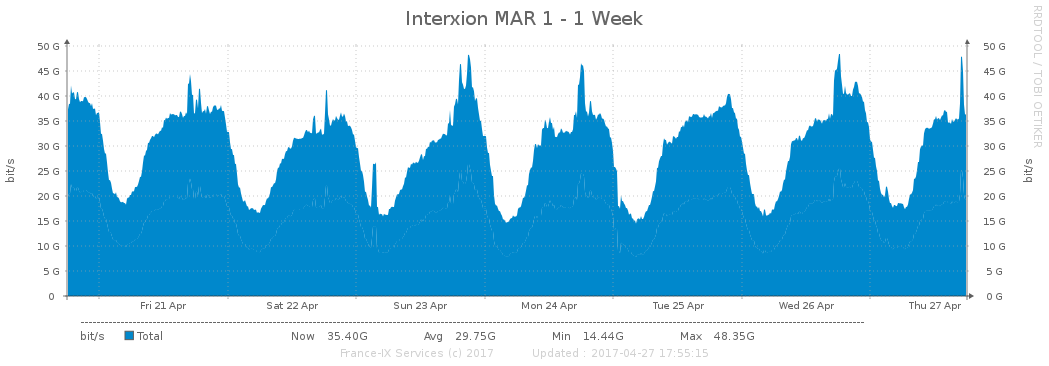 Interxion MAR 1 - 1 Week
RRDTOOL / TOBI OETIKER
bit/s
50 G 50 G
45 G 45 G
40 G 40 G
35 G 35 G
30 G 30 G
25 G 25 G
20 G 20 G
15 G 15 G
10 G 10 G
5 G 5 G
0 0 G
bit/s
Fri 21 Apr Sat 22 Apr Sun 23 Apr Mon 24 Apr Tue 25 Apr Wed 26 Apr Thu 27 Apr
bit/s Total Now 35.40G Avg 29.75G Min 14.44G Max 48.35G
France-IX Services (c) 2017 Updated : 2017-04-27 17:55:15